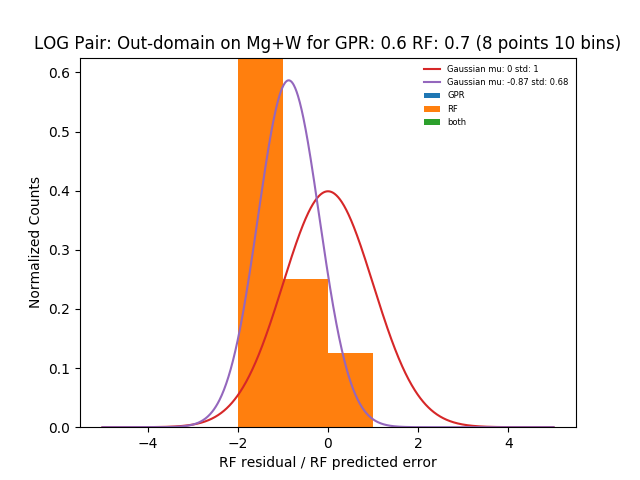 LOG Pair: Out-domain on Mg+W for GPR: 0.6 RF: 0.7 (8 points 10 bins)
Gaussian mu: 0 std: 1
Gaussian mu: -0.87 std: 0.68
GPR
RF
both
Normalized Counts
0.6
0.5
0.4
0.3
0.2
0.1
0.0
−4
−2
0
2
4
RF residual / RF predicted error